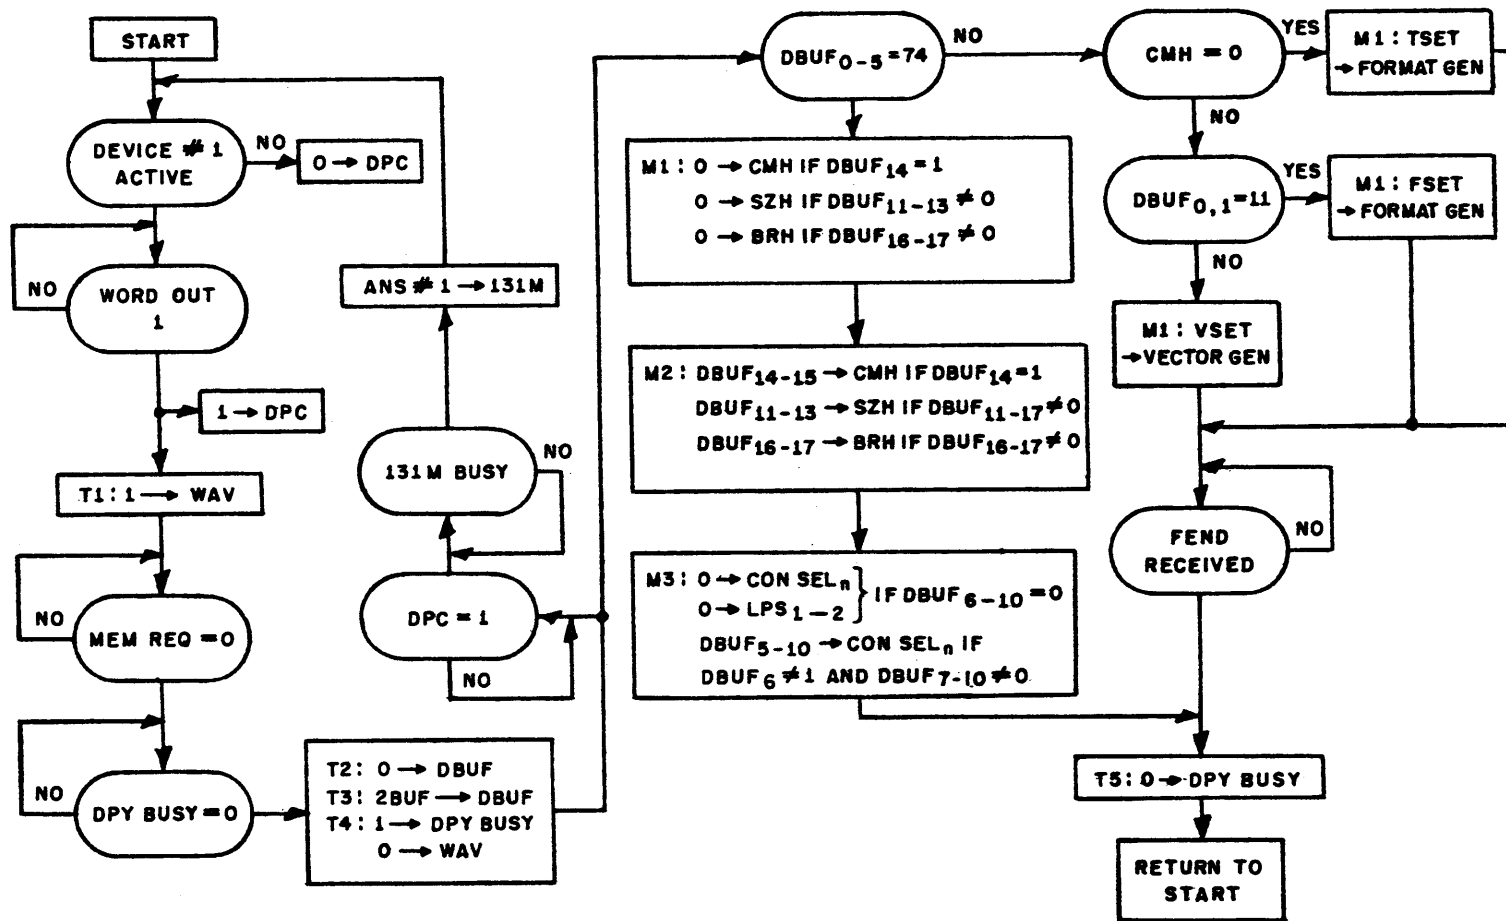 START
DEVICE # 1
ACTIVE
NO
0 → DPC
NO
WORD OUT
1
1 → DPC
T1: 1 → WAV
NO
MEM REQ = 0
NO
DPY BUSY = 0
T2: 0 → DBUF
T3: 2BUF → DBUF
T4: 1 → DPY BUSY
0 → WAV
ANS # 1 → 131M
131M BUSY
NO
DPC = 1
NO
DBUF0-5 = 74
NO
M1: 0 → CMH IF DBUF14 = 1
0 → SZH IF DBUF11-13 ≠ 0
0 → BRH IF DBUF16-17 ≠ 0
M2: DBUF14-15 → CMH IF DBUF14 = 1
DBUF11-13 → SZH IF DBUF11-17 ≠ 0
DBUF16-17 → BRH IF DBUF16-17 ≠ 0
M3: 0 → CON SELn
0 → LPS1-2 } IF DBUF6-10 = 0
DBUF5-10 → CON SELn IF
DBUF6 ≠ 1 AND DBUF7-10 ≠ 0
CMH = 0
YES
M1: TSET
→ FORMAT GEN
NO
DBUF0,1 = 11
YES
M1: FSET
→ FORMAT GEN
NO
M1: VSET
→ VECTOR GEN
FEND
RECEIVED
NO
T5: 0 → DPY BUSY
RETURN TO
START